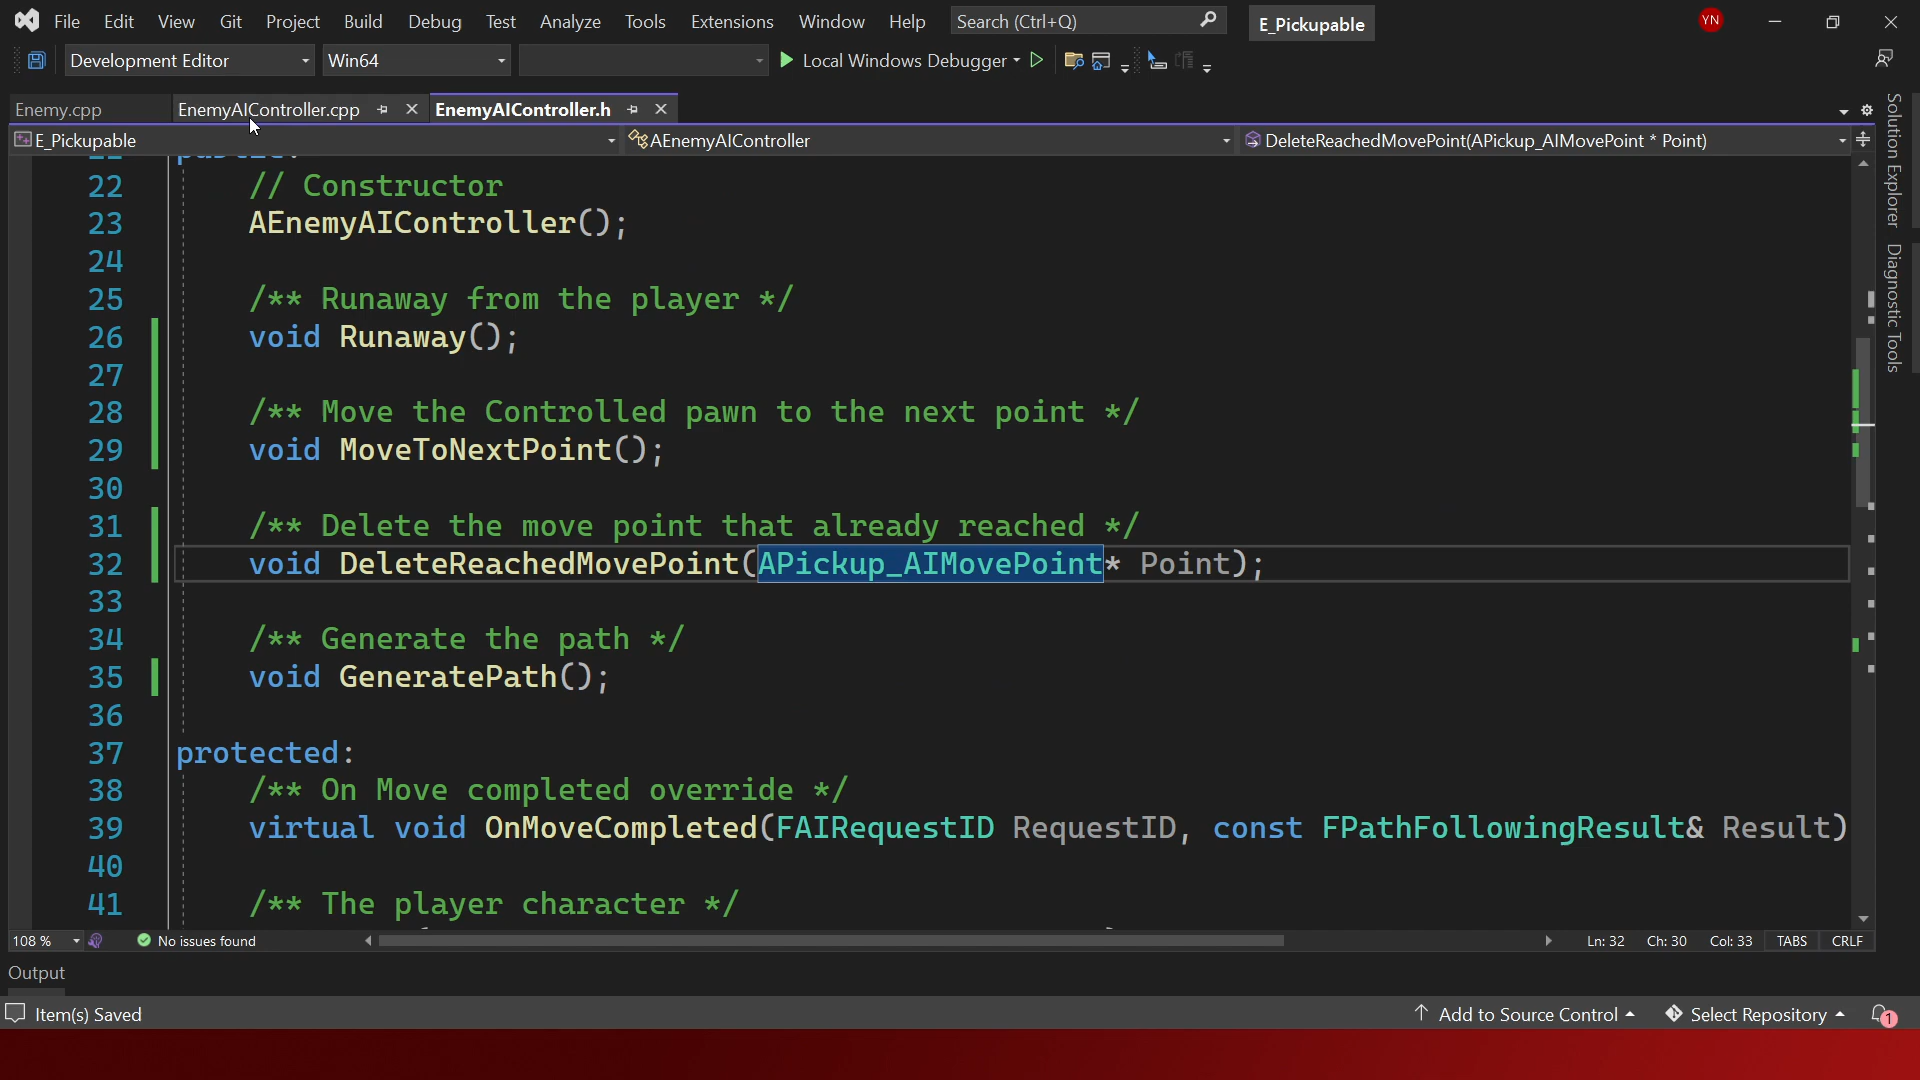 File Edit View Git Project Build Debug Test Analyze Tools Extensions Window Help Search (Ctrl+Q) E_Pickupable YN
Development Editor Win64 Local Windows Debugger
Enemy.cpp EnemyAIController.cpp EnemyAIController.h
E_Pickupable AEnemyAIController DeleteReachedMovePoint(APickup_AIMovePoint * Point)
22 // Constructor
23 AEnemyAIController();
24
25 /** Runaway from the player */
26 void Runaway();
27
28 /** Move the Controlled pawn to the next point */
29 void MoveToNextPoint();
30
31 /** Delete the move point that already reached */
32 void DeleteReachedMovePoint(APickup_AIMovePoint* Point);
33
34 /** Generate the path */
35 void GeneratePath();
36
37 protected:
38 /** On Move completed override */
39 virtual void OnMoveCompleted(FAIRequestID RequestID, const FPathFollowingResult& Result)
40
41 /** The player character */
Solution Explorer
Diagnostic Tools
108 % No issues found Ln: 32 Ch: 30 Col: 33 TABS CRLF
Output
Item(s) Saved Add to Source Control Select Repository 1